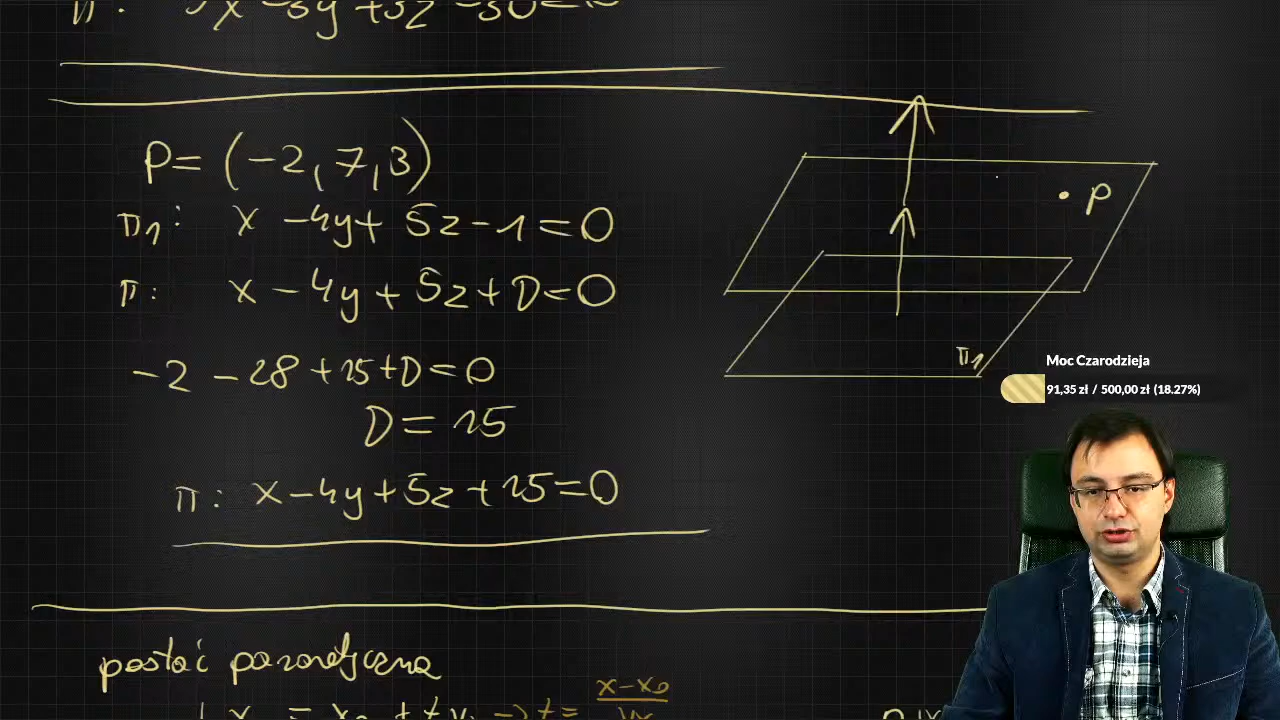 P = (-2, 7, 3)
π₁: x - 4y + 5z - 1 = 0
π: x - 4y + 5z + D = 0
-2 - 28 + 15 + D = 0
D = 15
π: x - 4y + 5z + 15 = 0
P
π₁
Moc Czarodzieja
91,35 zł / 500,00 zł (18.27%)
postać parametryczna
x-x₀